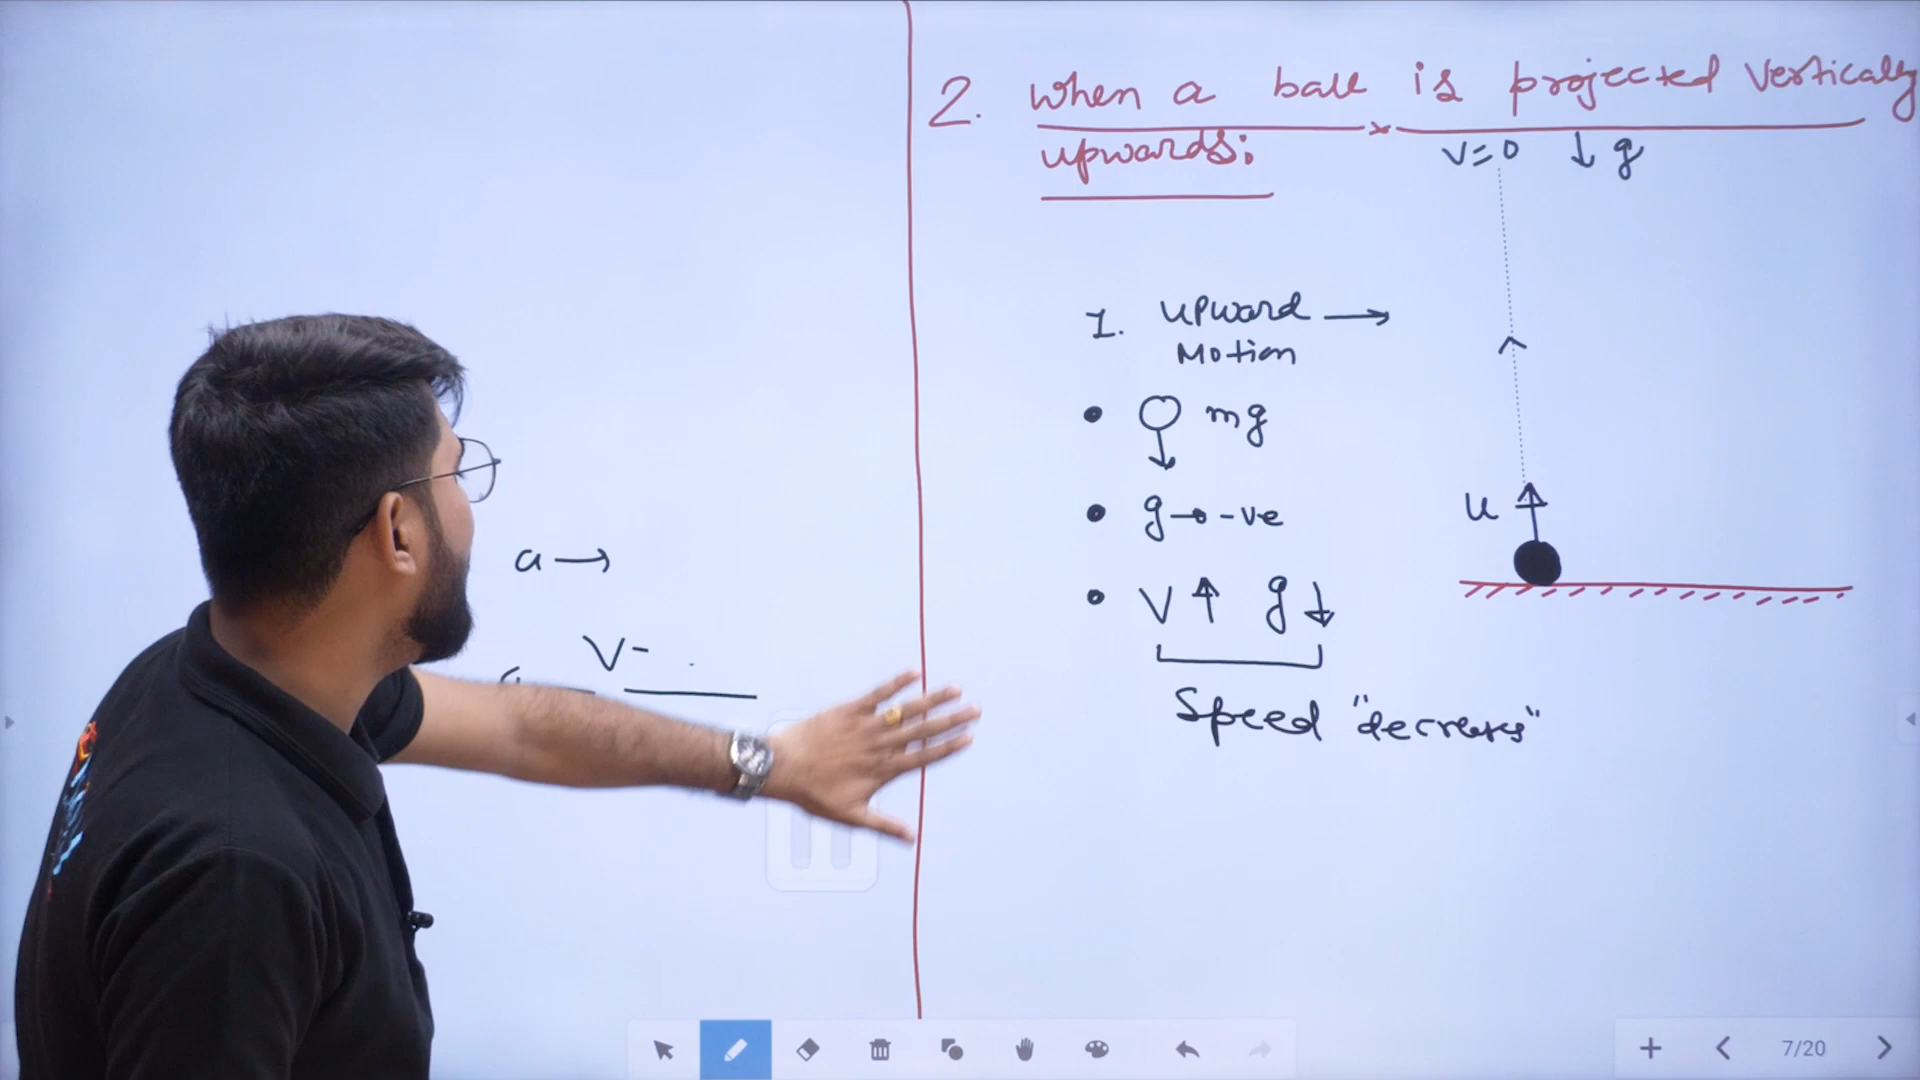 2. When a ball is projected vertically
upwards:
V=0 ↓ g
1. Upward →
Motion
• mg
• g → -ve
u
• V↑ g↓
Speed "decreases"
a →
V-
7/20